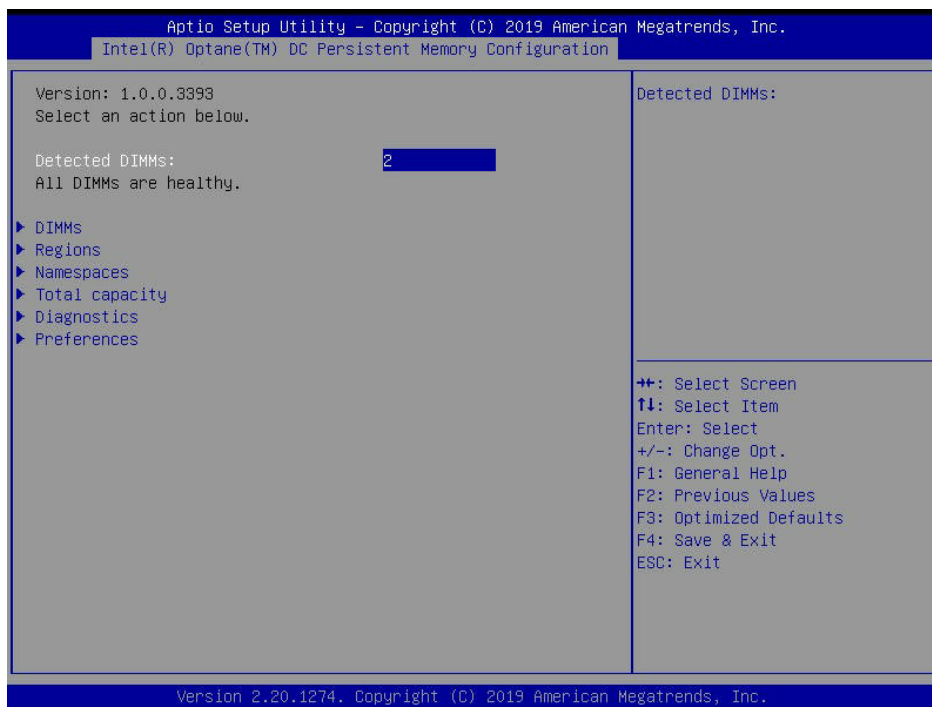 Aptio Setup Utility – Copyright (C) 2019 American Megatrends, Inc.
Intel(R) Optane(TM) DC Persistent Memory Configuration
Version: 1.0.0.3393
Select an action below.
Detected DIMMs: 2
All DIMMs are healthy.
▶ DIMMs
▶ Regions
▶ Namespaces
▶ Total capacity
▶ Diagnostics
▶ Preferences
Detected DIMMs:
→←: Select Screen
↑↓: Select Item
Enter: Select
+/-: Change Opt.
F1: General Help
F2: Previous Values
F3: Optimized Defaults
F4: Save & Exit
ESC: Exit
Version 2.20.1274. Copyright (C) 2019 American Megatrends, Inc.